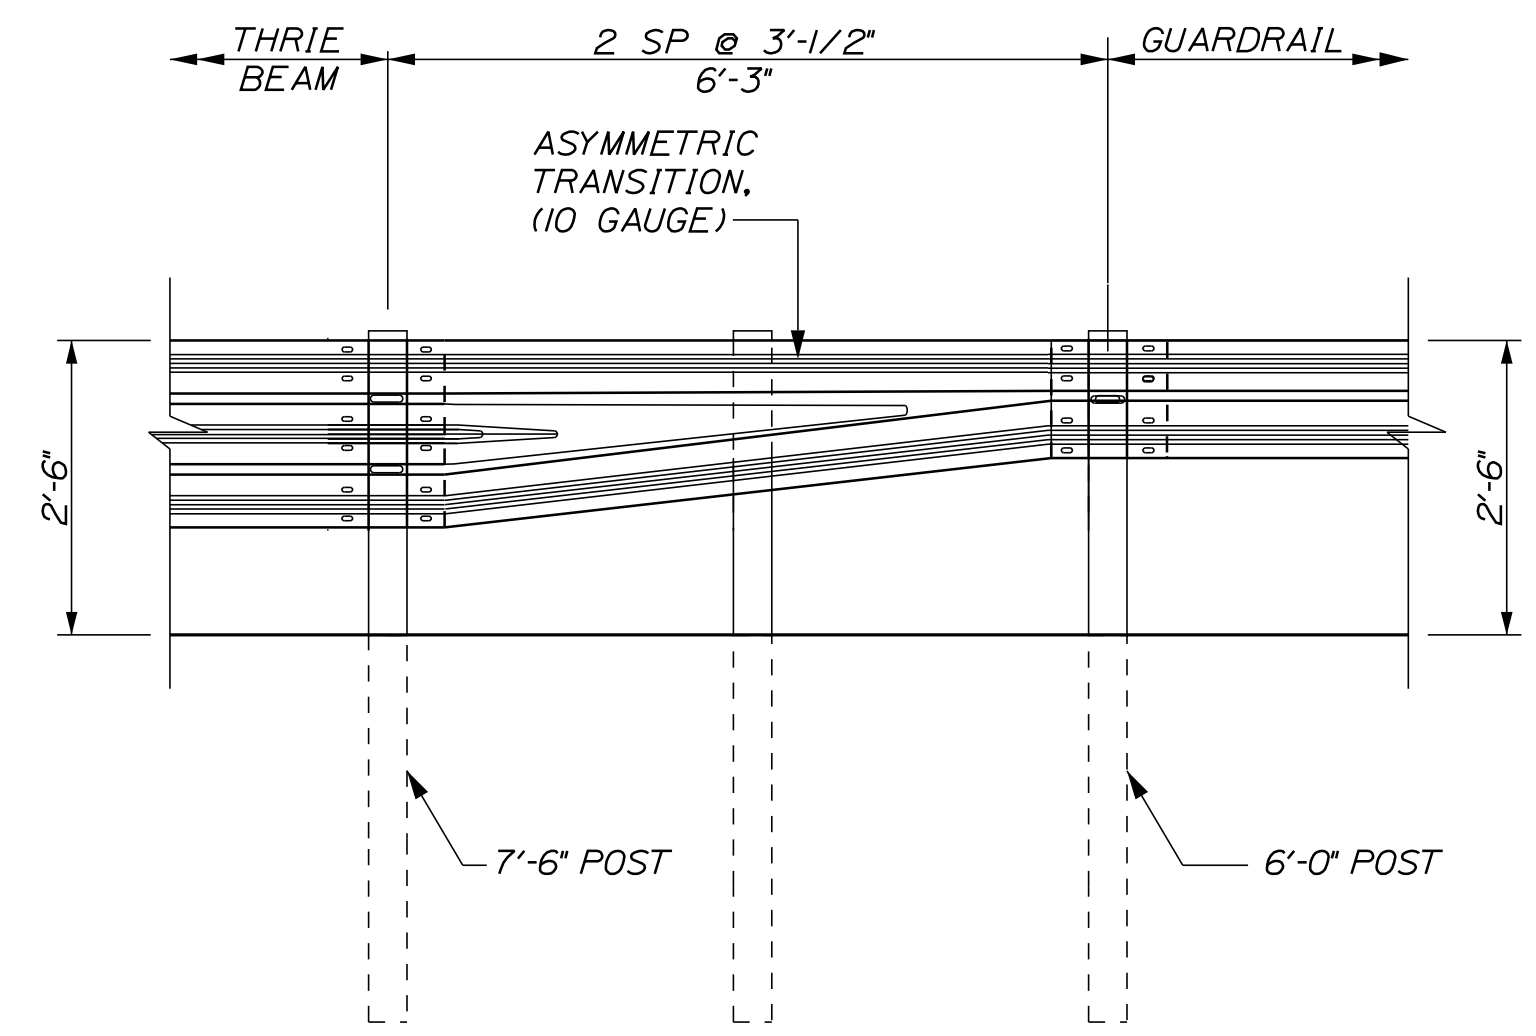 THRIE
BEAM
2 SP @ 3'-1/2"
6'-3"
GUARDRAIL
ASYMMETRIC
TRANSITION,
(10 GAUGE)
2'-6"
2'-6"
7'-6" POST
6'-0" POST